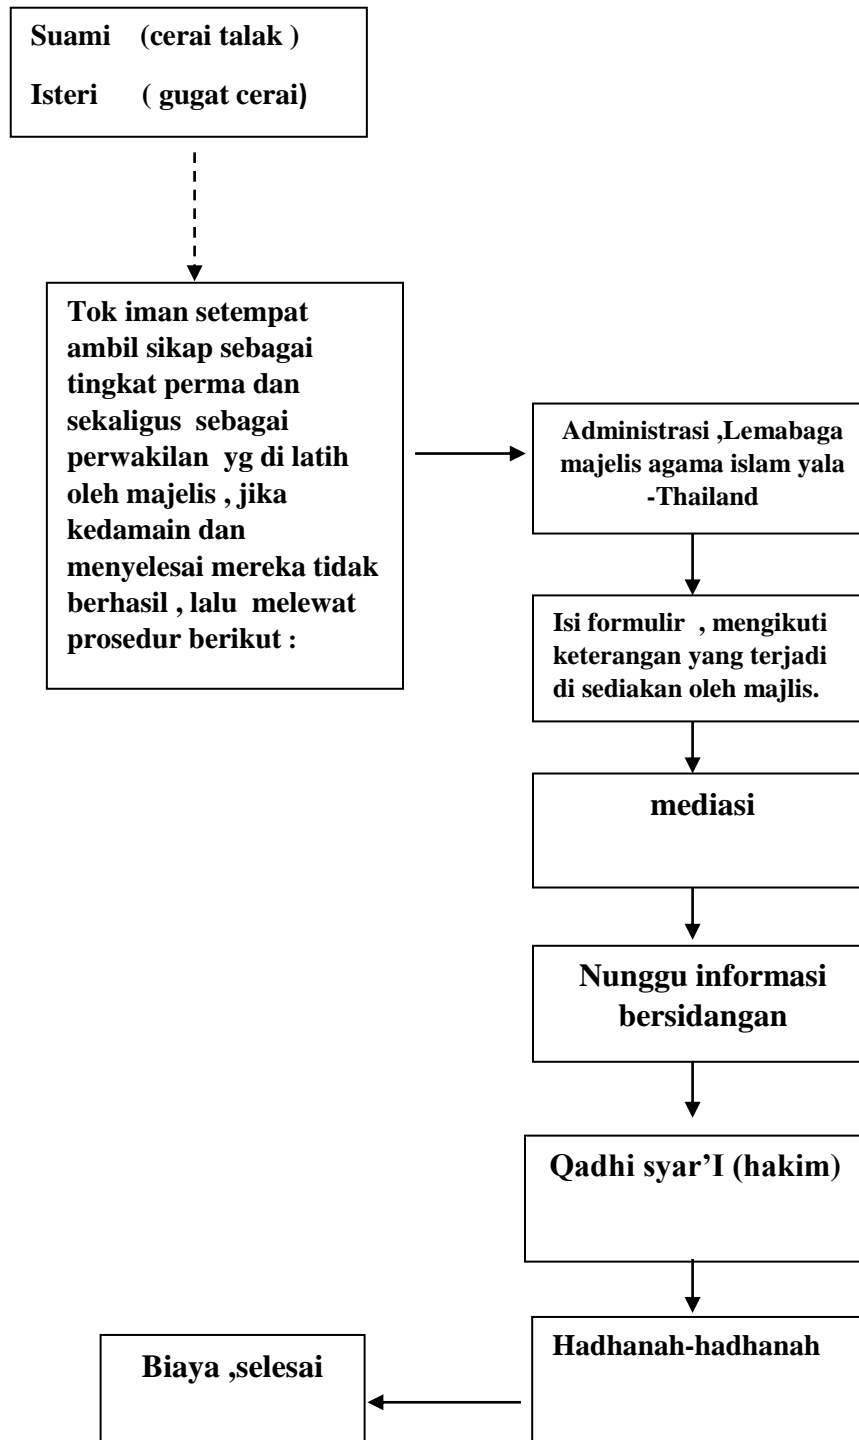 Suami (cerai talak )
Isteri ( gugat cerai)
Tok iman setempat
ambil sikap sebagai
tingkat perma dan
sekaligus sebagai
perwakilan yg di latih
oleh majelis , jika
kedamain dan
menyelesai mereka tidak
berhasil , lalu melewat
prosedur berikut :
Administrasi ,Lemabaga
majelis agama islam yala
-Thailand
Isi formulir , mengikuti
keterangan yang terjadi
di sediakan oleh majlis.
mediasi
Nunggu informasi
bersidangan
Qadhi syar’I (hakim)
Hadhanah-hadhanah
Biaya ,selesai